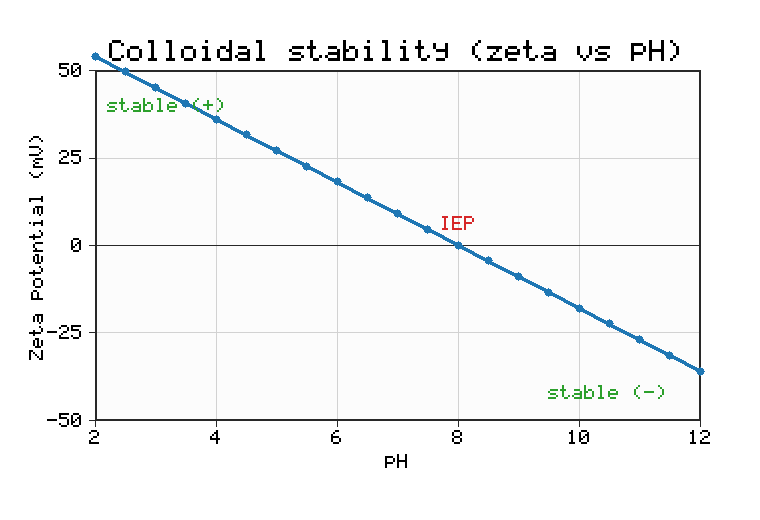 Colloidal stability (zeta vs pH)
50
stable (+)
25
IEP
0
Zeta Potential (mV)
-25
stable (-)
-50
2 4 6 8 10 12
pH